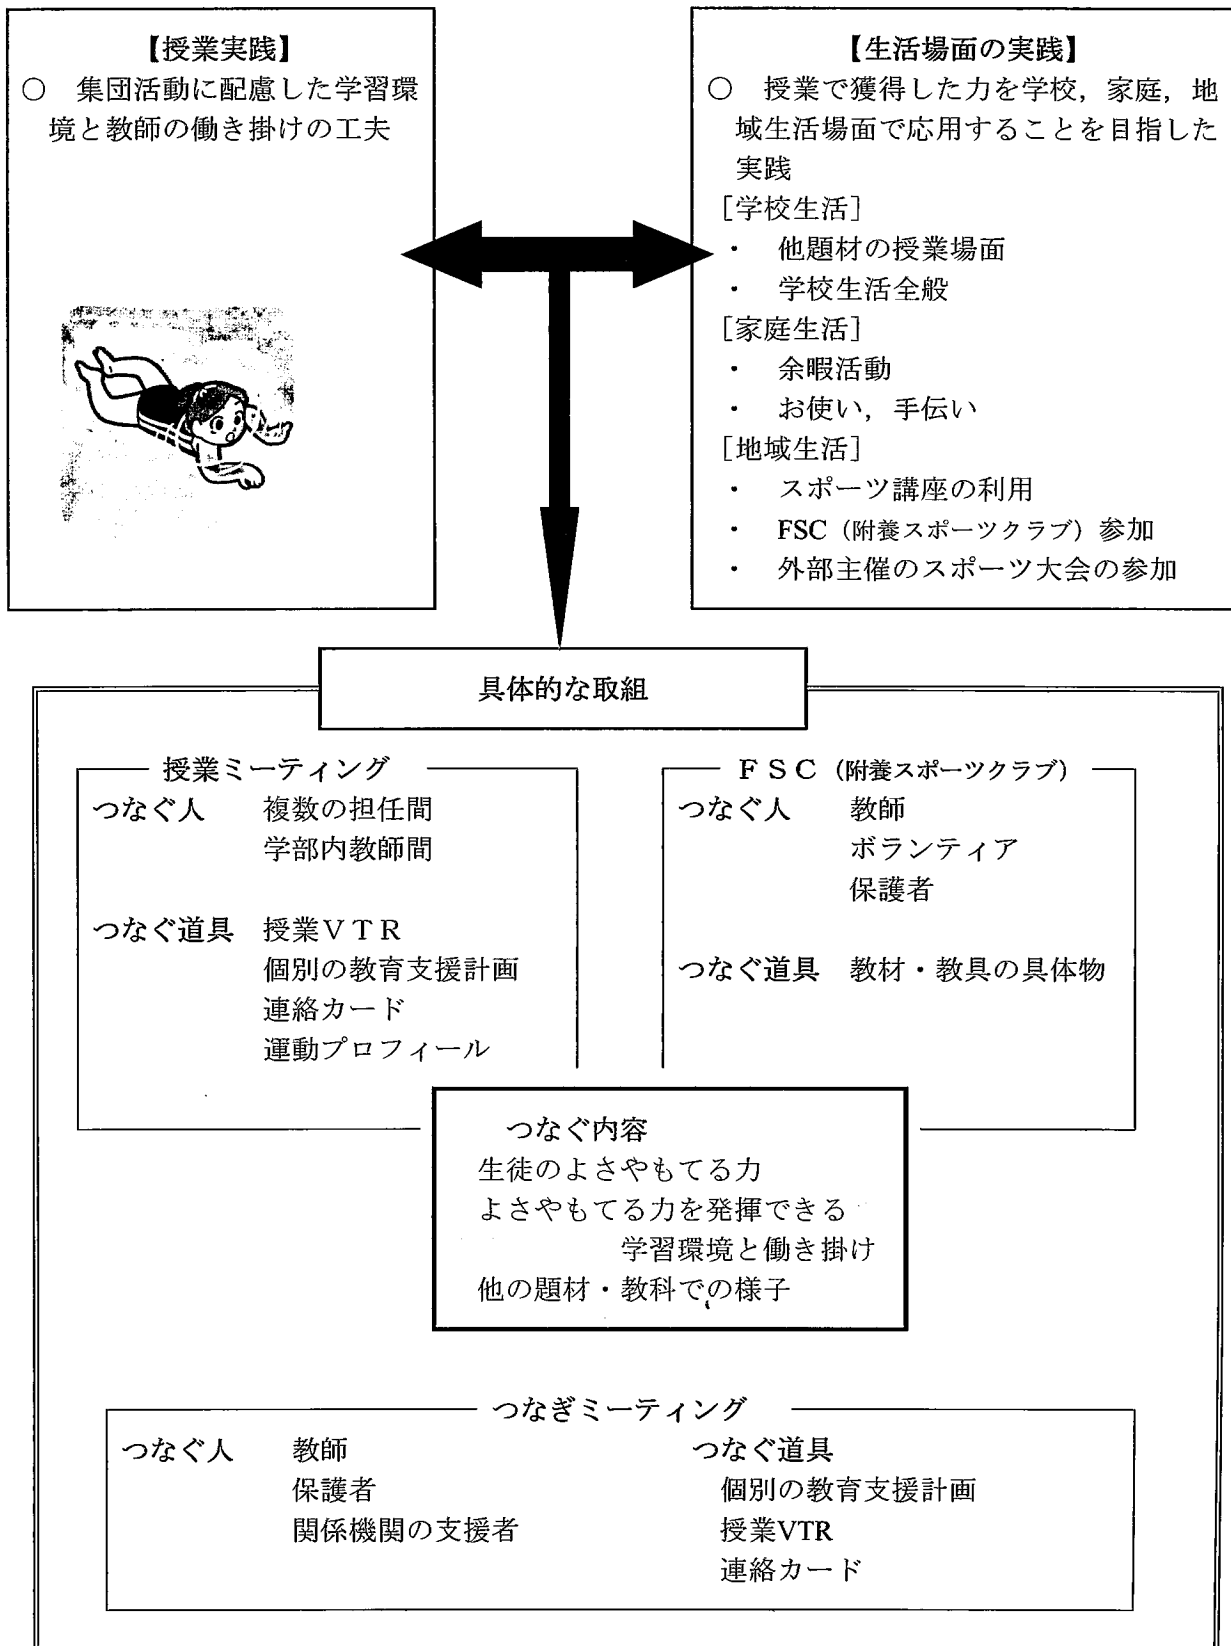 【授業実践】
○　集団活動に配慮した学習環
境と教師の働き掛けの工夫
【生活場面の実践】
○　授業で獲得した力を学校，家庭，地
域生活場面で応用することを目指した
実践
［学校生活］
・　他題材の授業場面
・　学校生活全般
［家庭生活］
・　余暇活動
・　お使い，手伝い
［地域生活］
・　スポーツ講座の利用
・　FSC（附養スポーツクラブ）参加
・　外部主催のスポーツ大会の参加
具体的な取組
授業ミーティング
つなぐ人　複数の担任間
学部内教師間
つなぐ道具　授業ＶＴＲ
個別の教育支援計画
連絡カード
運動プロフィール
ＦＳＣ（附養スポーツクラブ）
つなぐ人　教師
ボランティア
保護者
つなぐ道具　教材・教具の具体物
つなぐ内容
生徒のよさやもてる力
よさやもてる力を発揮できる
学習環境と働き掛け
他の題材・教科での様子
つなぎミーティング
つなぐ人　教師
保護者
関係機関の支援者
つなぐ道具
個別の教育支援計画
授業VTR
連絡カード